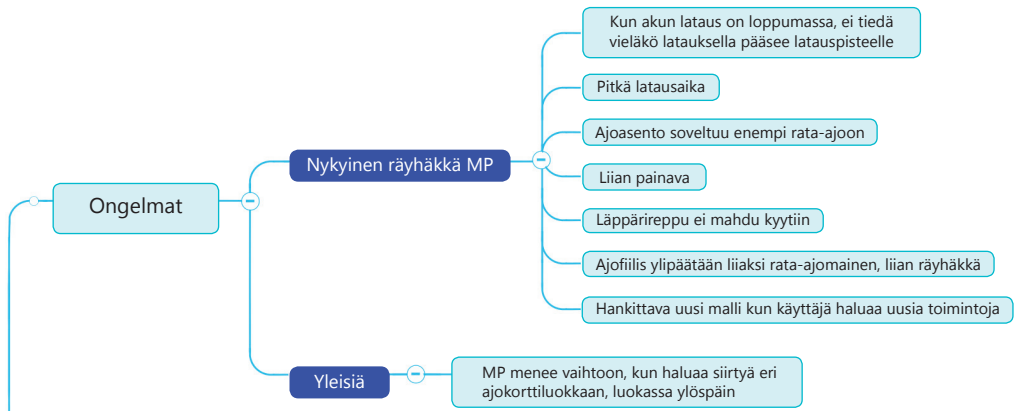 Ongelmat
Nykyinen räyhäkkä MP
Kun akun lataus on loppumassa, ei tiedä
vieläkö latauksella pääsee latauspisteelle
Pitkä latausaika
Ajoasento soveltuu enempi rata-ajoon
Liian painava
Läppärireppu ei mahdu kyytiin
Ajofiilis ylipäätään liiaksi rata-ajomainen, liian räyhäkkä
Hankittava uusi malli kun käyttäjä haluaa uusia toimintoja
Yleisiä
MP menee vaihtoon, kun haluaa siirtyä eri
ajokorttiluokkaan, luokassa ylöspäin